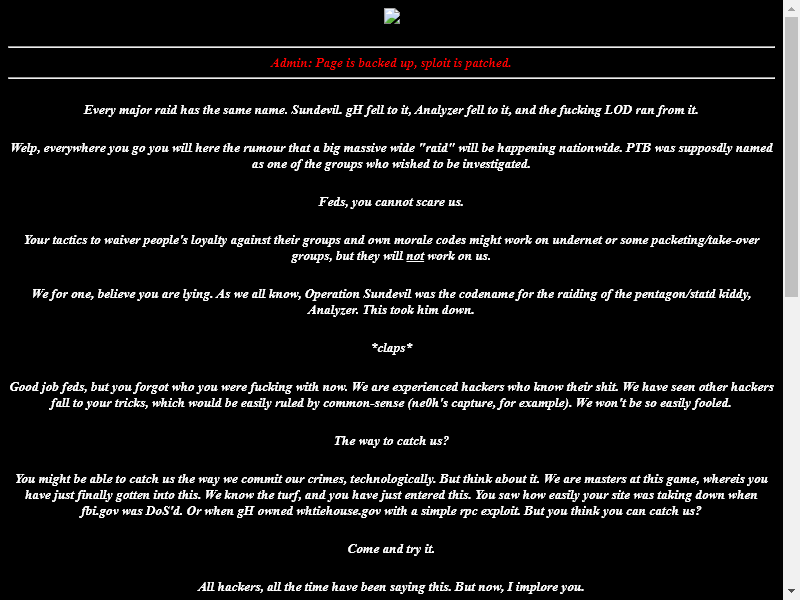 Admin: Page is backed up, sploit is patched.
Every major raid has the same name. Sundevil. gH fell to it, Analyzer fell to it, and the fucking LOD ran from it.
Welp, everywhere you go you will here the rumour that a big massive wide "raid" will be happening nationwide. PTB was supposdly named
as one of the groups who wished to be investigated.
Feds, you cannot scare us.
Your tactics to waiver people's loyalty against their groups and own morale codes might work on undernet or some packeting/take-over
groups, but they will not work on us.
We for one, believe you are lying. As we all know, Operation Sundevil was the codename for the raiding of the pentagon/statd kiddy,
Analyzer. This took him down.
*claps*
Good job feds, but you forgot who you were fucking with now. We are experienced hackers who know their shit. We have seen other hackers
fall to your tricks, which would be easily ruled by common-sense (ne0h's capture, for example). We won't be so easily fooled.
The way to catch us?
You might be able to catch us the way we commit our crimes, technologically. But think about it. We are masters at this game, whereis you
have just finally gotten into this. We know the turf, and you have just entered this. You saw how easily your site was taking down when
fbi.gov was DoS'd. Or when gH owned whtiehouse.gov with a simple rpc exploit. But you think you can catch us?
Come and try it.
All hackers, all the time have been saying this. But now, I implore you.